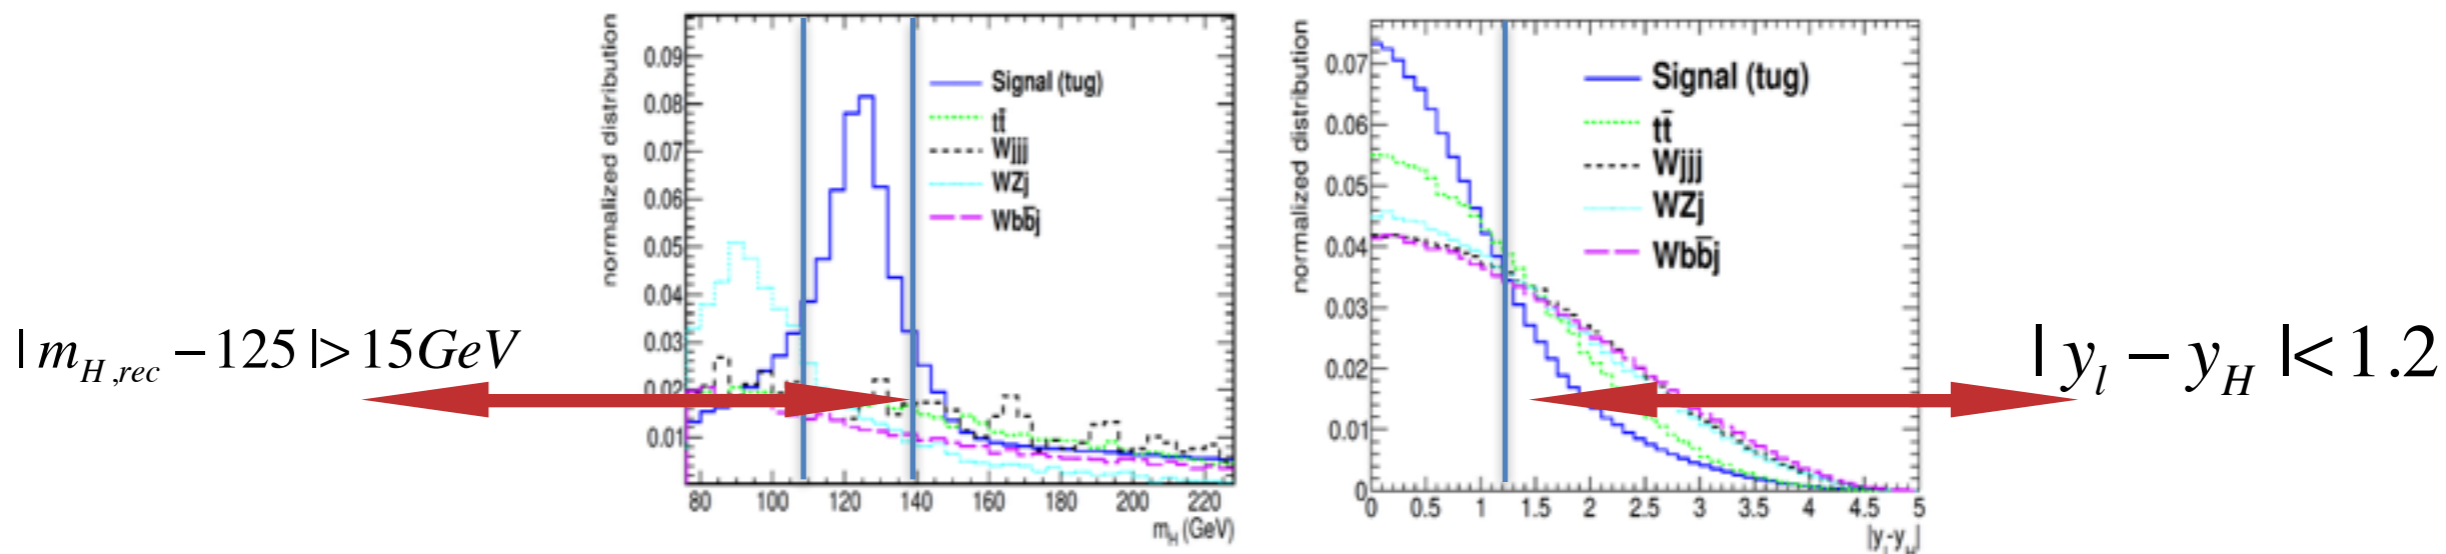 |m_{H,rec} − 125|> 15GeV
normalized distribution
0.09
0.08
0.07
0.06
0.05
0.04
0.03
0.02
0.01
80 100 120 140 160 180 200 220
m_H (GeV)
Signal (tug)
tt̄
Wjjj
WZj
Wbb̄j
normalized distribution
0.07
0.06
0.05
0.04
0.03
0.02
0.01
0
0 0.5 1 1.5 2 2.5 3 3.5 4 4.5 5
|y_l-y_H|
Signal (tug)
tt̄
Wjjj
WZj
Wbb̄j
|y_l − y_H|< 1.2